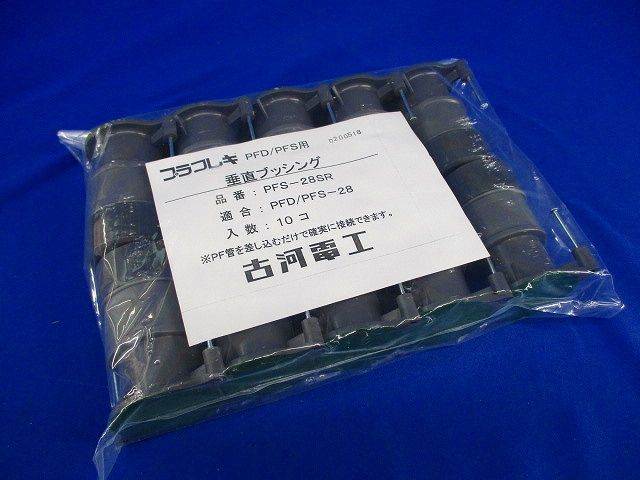 プラフレキ PFD/PFS用 D200518
垂直ブッシング
品番:PFS-28SR
適合:PFD/PFS-28
入数:10コ
※PF管を差し込むだけで確実に接続できます。
古河電工